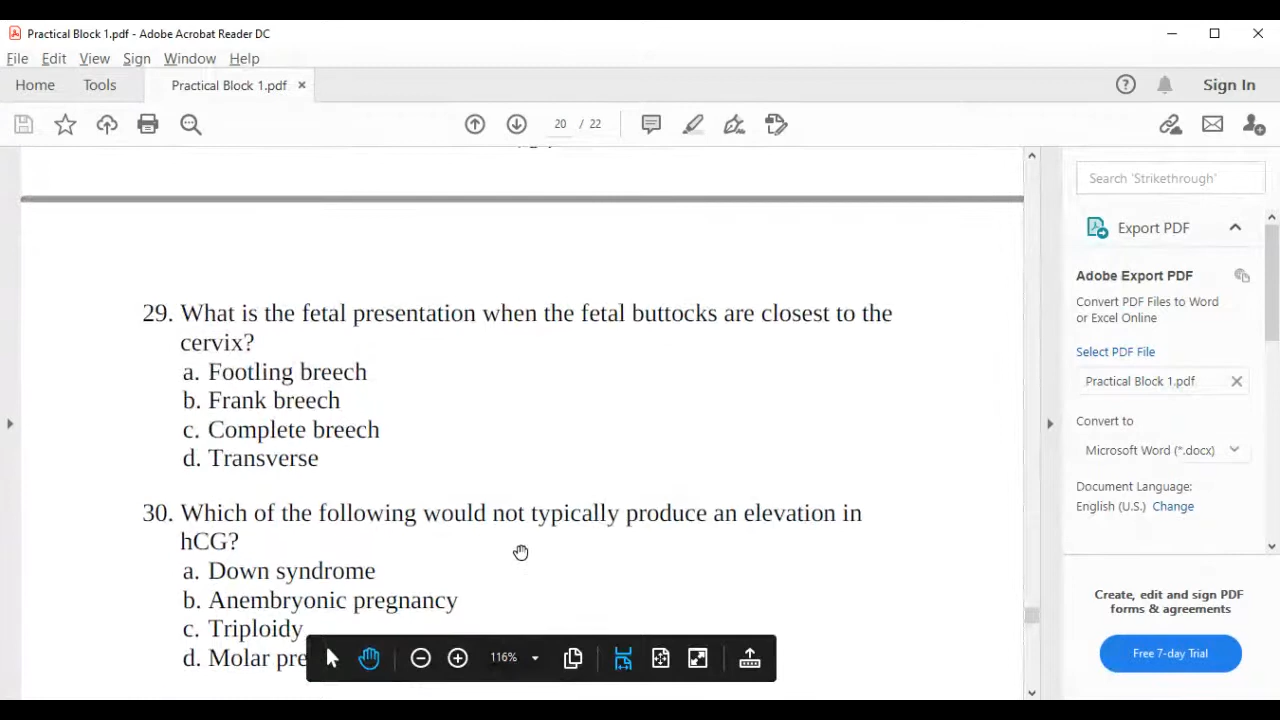 Practical Block 1.pdf - Adobe Acrobat Reader DC
File Edit View Sign Window Help
Home Tools Practical Block 1.pdf × Sign In
20 / 22
Search 'Strikethrough'
Export PDF
Adobe Export PDF
Convert PDF Files to Word
or Excel Online
Select PDF File
Practical Block 1.pdf
Convert to
Microsoft Word (*.docx)
Document Language:
English (U.S.) Change
Create, edit and sign PDF
forms & agreements
Free 7-day Trial
29. What is the fetal presentation when the fetal buttocks are closest to the
cervix?
a. Footling breech
b. Frank breech
c. Complete breech
d. Transverse
30. Which of the following would not typically produce an elevation in
hCG?
a. Down syndrome
b. Anembryonic pregnancy
c. Triploidy
d. Molar pre
116%